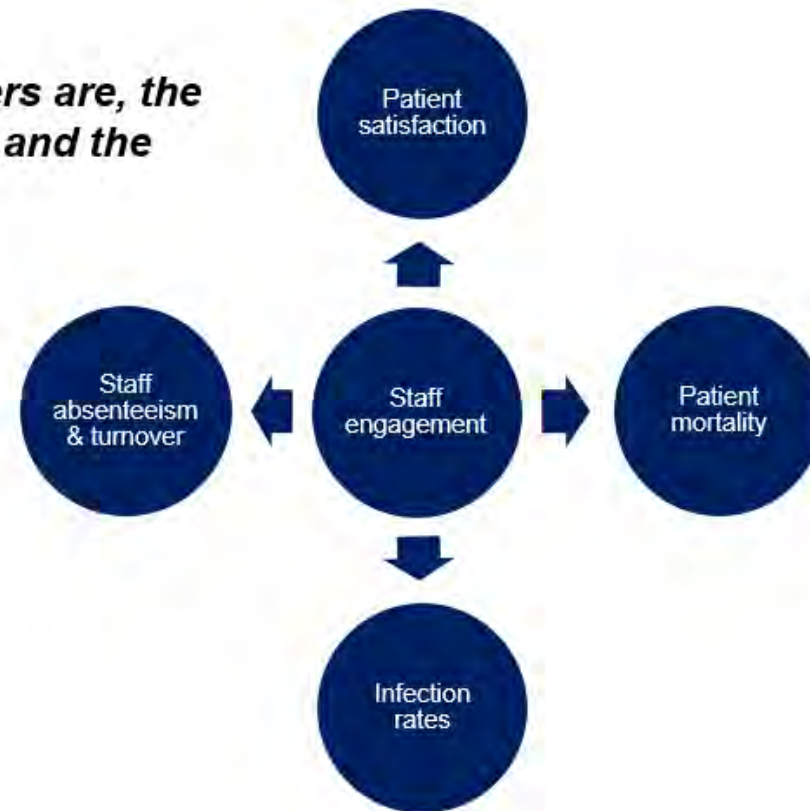 ers are, the
and the
Patient
satisfaction
Staff
absenteeism
& turnover
Staff
engagement
Patient
mortality
Infection
rates